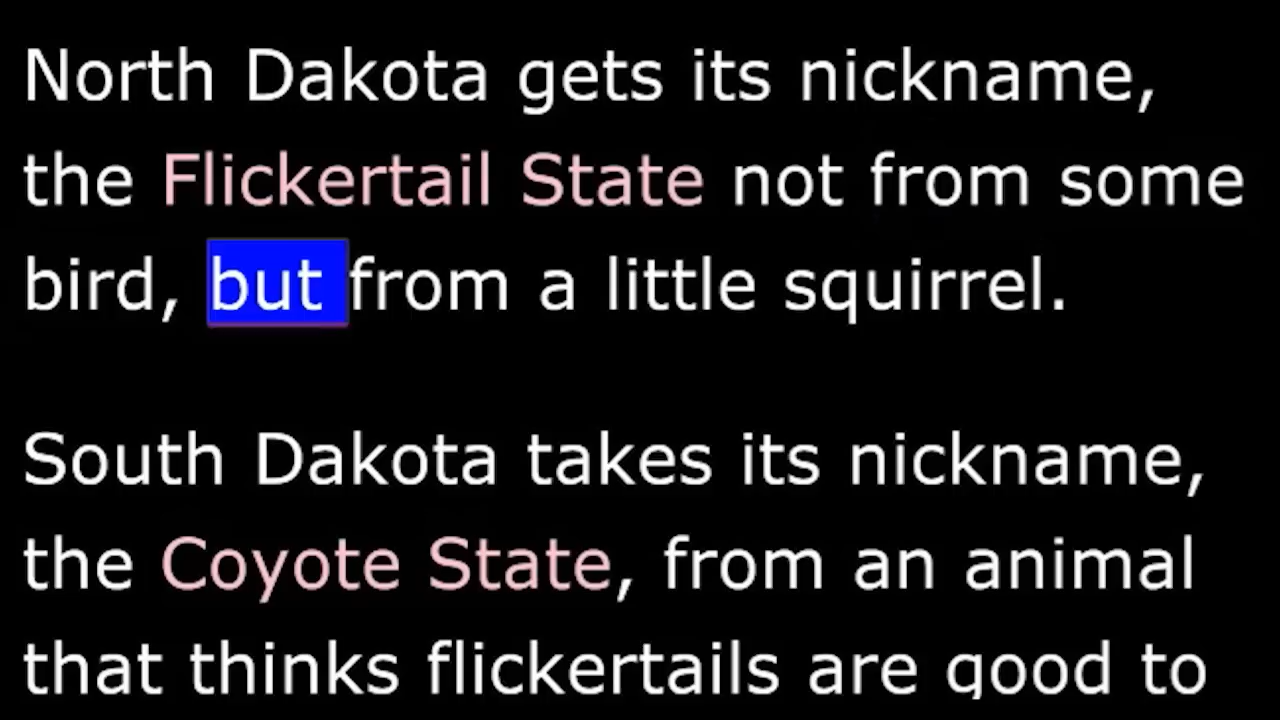 North Dakota gets its nickname,
the Flickertail State not from some
bird, but from a little squirrel.
South Dakota takes its nickname,
the Coyote State, from an animal
that thinks flickertails are good to